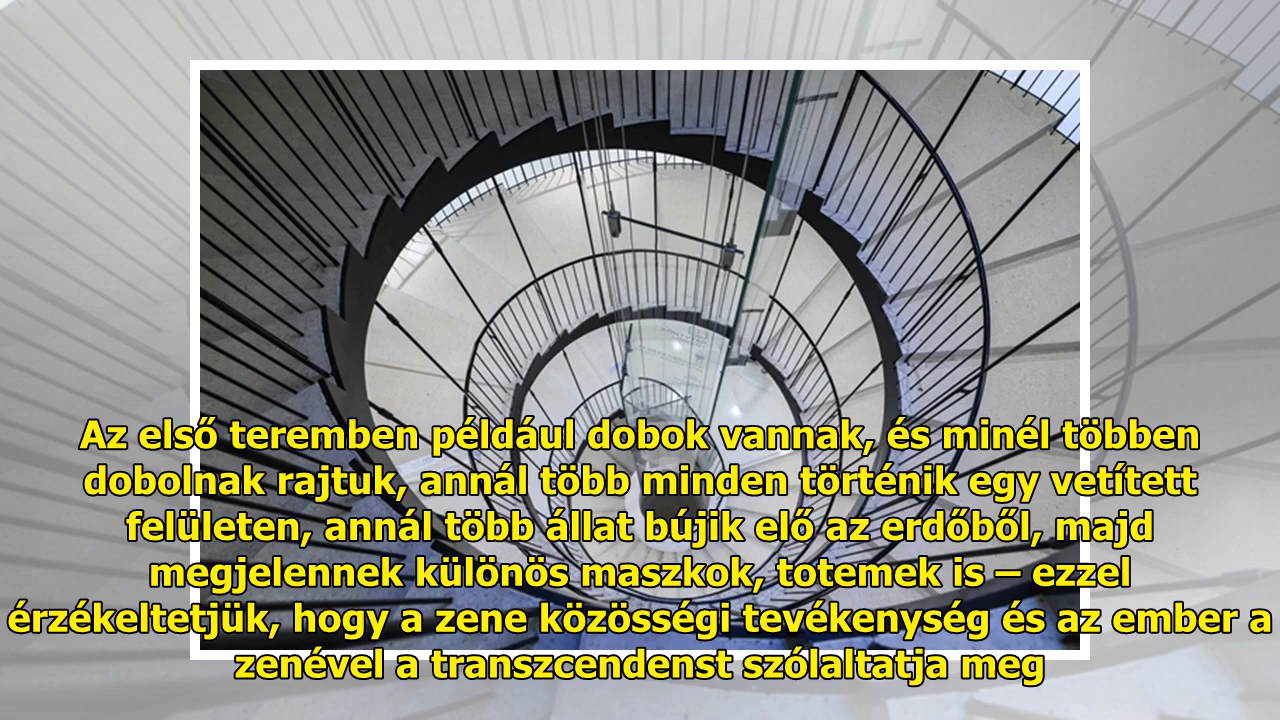 Az első teremben például dobok vannak, és minél többen
dobolnak rajtuk, annál több minden történik egy vetített
felületen, annál több állat bújik elő az erdőből, majd
megjelennek különös maszkok, totemek is – ezzel
érzékeltetjük, hogy a zene közösségi tevékenység és az ember a
zenével a transzcendenst szólaltatja meg